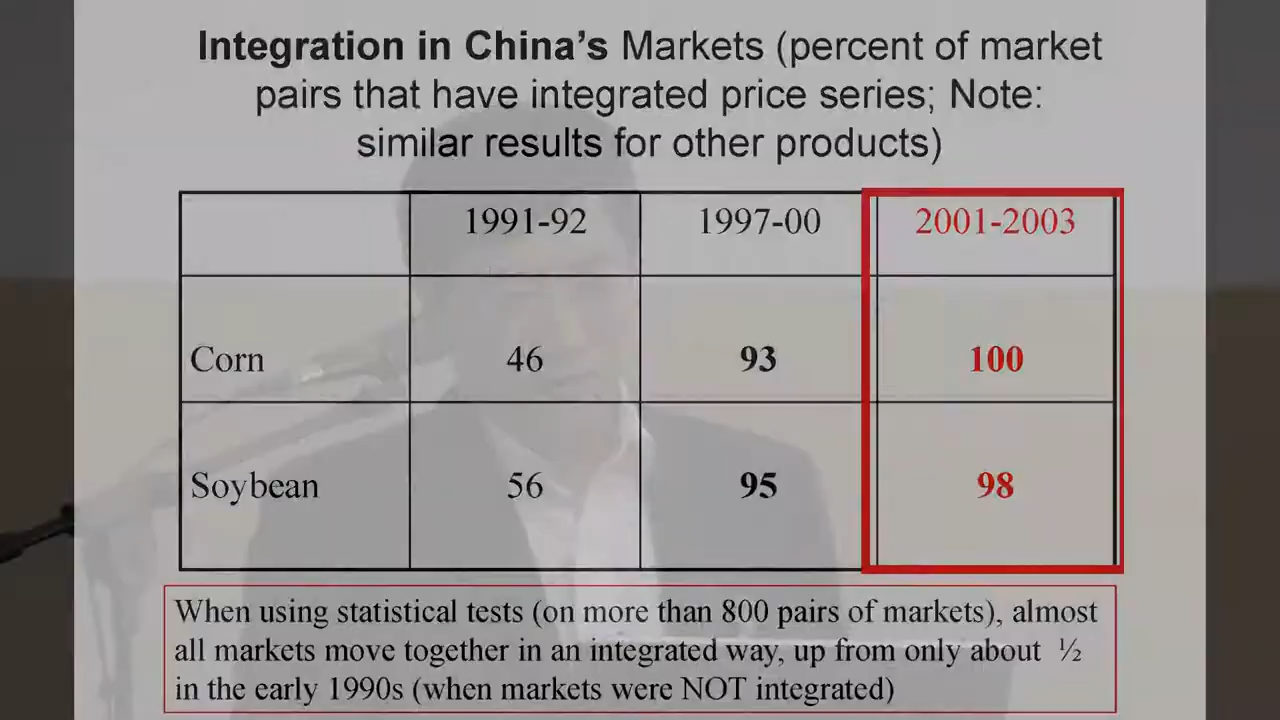 Integration in China's Markets (percent of market
pairs that have integrated price series; Note:
similar results for other products)
1991-92 1997-00 2001-2003
Corn 46 93 100
Soybean 56 95 98
When using statistical tests (on more than 800 pairs of markets), almost
all markets move together in an integrated way, up from only about ½
in the early 1990s (when markets were NOT integrated)